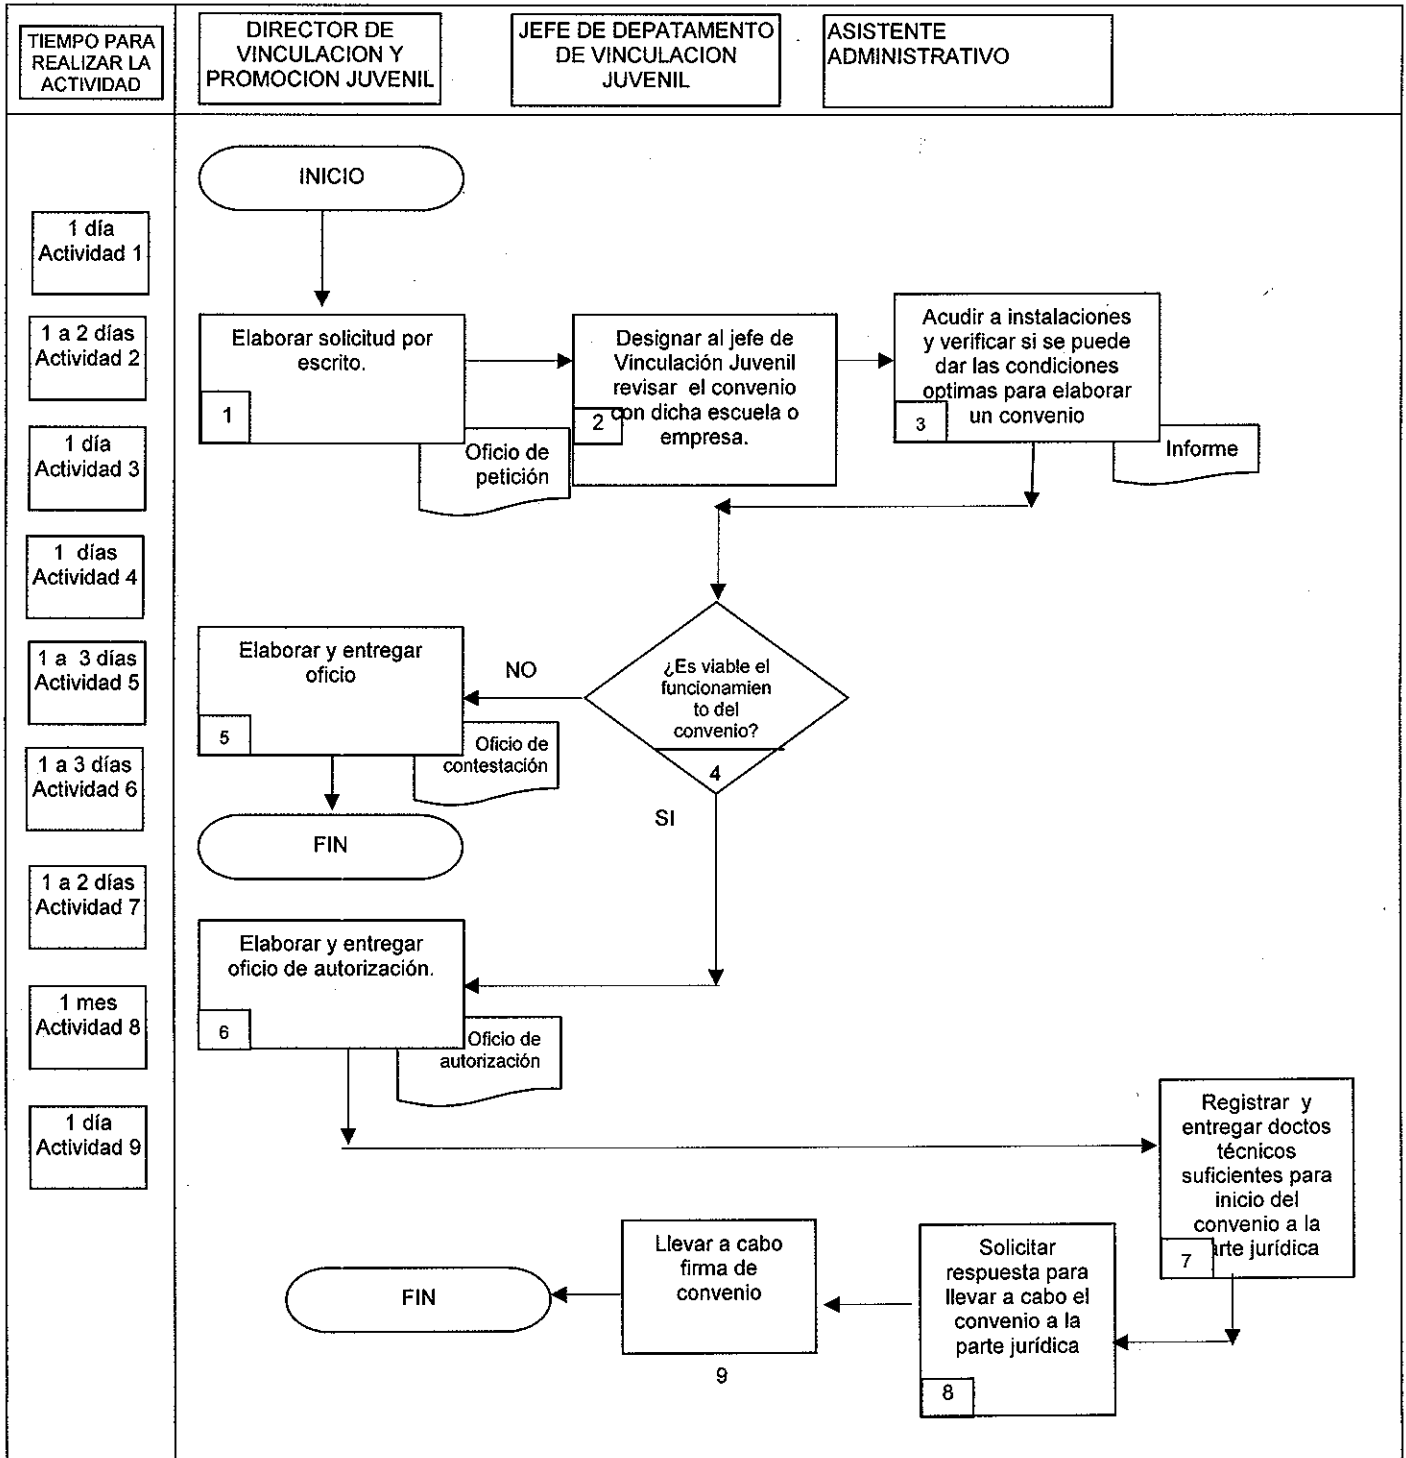 TIEMPO PARA
REALIZAR LA
ACTIVIDAD
DIRECTOR DE
VINCULACION Y
PROMOCION JUVENIL
JEFE DE DEPATAMENTO
DE VINCULACION
JUVENIL
ASISTENTE
ADMINISTRATIVO
INICIO
1 día
Actividad 1
1 a 2 días
Actividad 2
1 día
Actividad 3
1 días
Actividad 4
1 a 3 días
Actividad 5
1 a 3 días
Actividad 6
1 a 2 días
Actividad 7
1 mes
Actividad 8
1 día
Actividad 9
Elaborar solicitud por
escrito.
1
Oficio de
petición
Designar al jefe de
Vinculación Juvenil
revisar el convenio
con dicha escuela o
empresa.
2
Acudir a instalaciones
y verificar si se puede
dar las condiciones
optimas para elaborar
un convenio
3
Informe
¿Es viable el
funcionamien
to del
convenio?
4
NO
SI
Elaborar y entregar
oficio
5
Oficio de
contestación
FIN
Elaborar y entregar
oficio de autorización.
6
Oficio de
autorización
Registrar y
entregar doctos
técnicos
suficientes para
inicio del
convenio a la
arte jurídica
7
Solicitar
respuesta para
llevar a cabo el
convenio a la
parte jurídica
8
Llevar a cabo
firma de
convenio
9
FIN